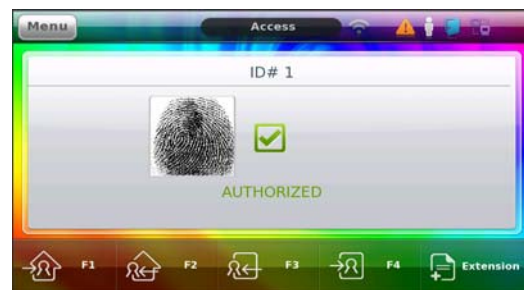 Menu
Access
ID# 1
AUTHORIZED
F1
F2
F3
F4
Extension